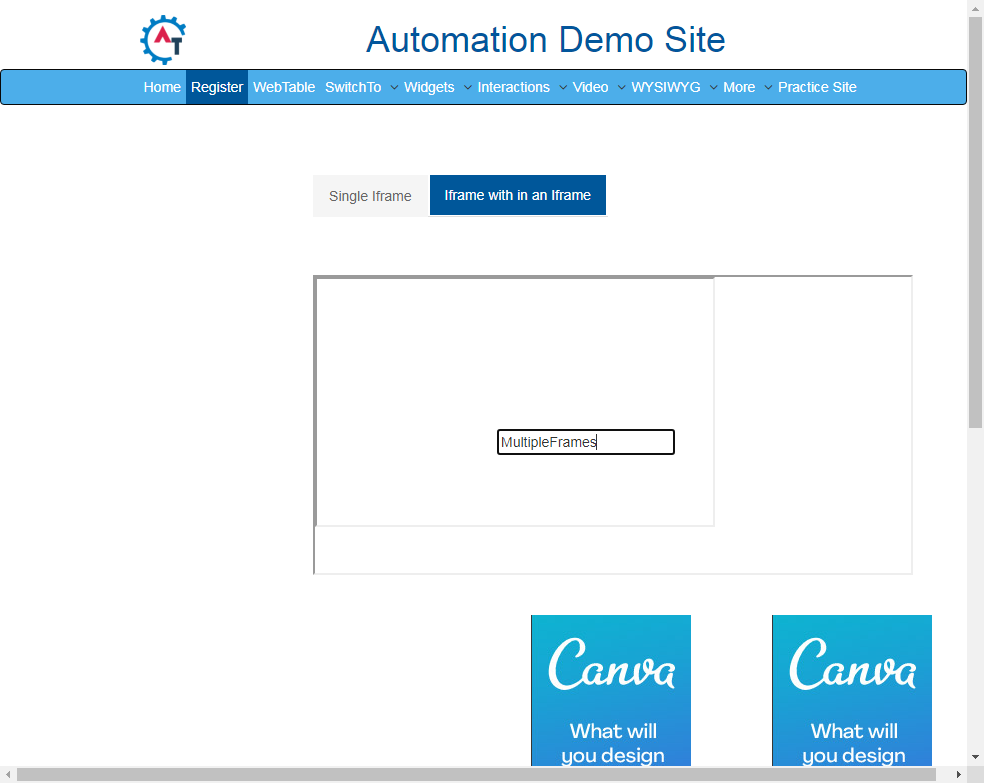 AT
Automation Demo Site
Home Register WebTable SwitchTo Widgets Interactions Video WYSIWYG More Practice Site
Single Iframe Iframe with in an Iframe
MultipleFrames
Canva Canva
What will What will
you design you design